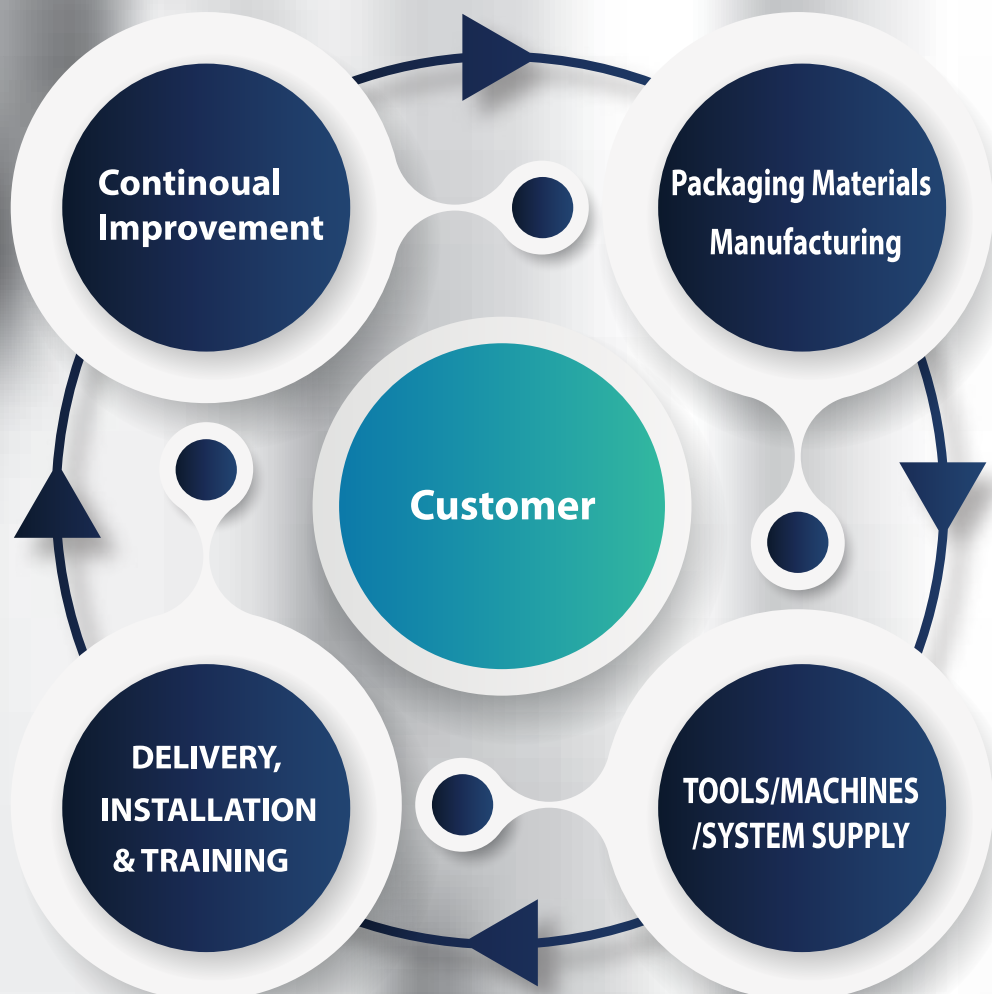 Continoual
Improvement
Packaging Materials
Manufacturing
Customer
DELIVERY,
INSTALLATION
& TRAINING
TOOLS/MACHINES
/SYSTEM SUPPLY